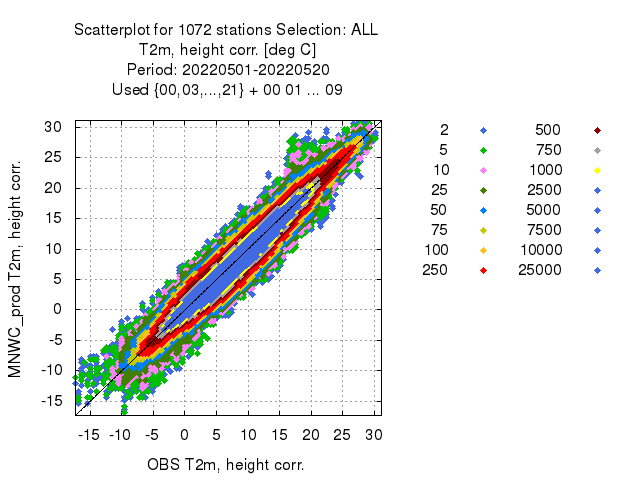 Scatterplot for 1072 stations Selection: ALL
T2m, height corr. [deg C]
Period: 20220501-20220520
Used {00,03,...,21} + 00 01 ... 09
MNWC_prod T2m, height corr.
30
25
20
15
10
5
0
-5
-10
-15
-15 -10 -5 0 5 10 15 20 25 30
OBS T2m, height corr.
2 500
5 750
10 1000
25 2500
50 5000
75 7500
100 10000
250 25000